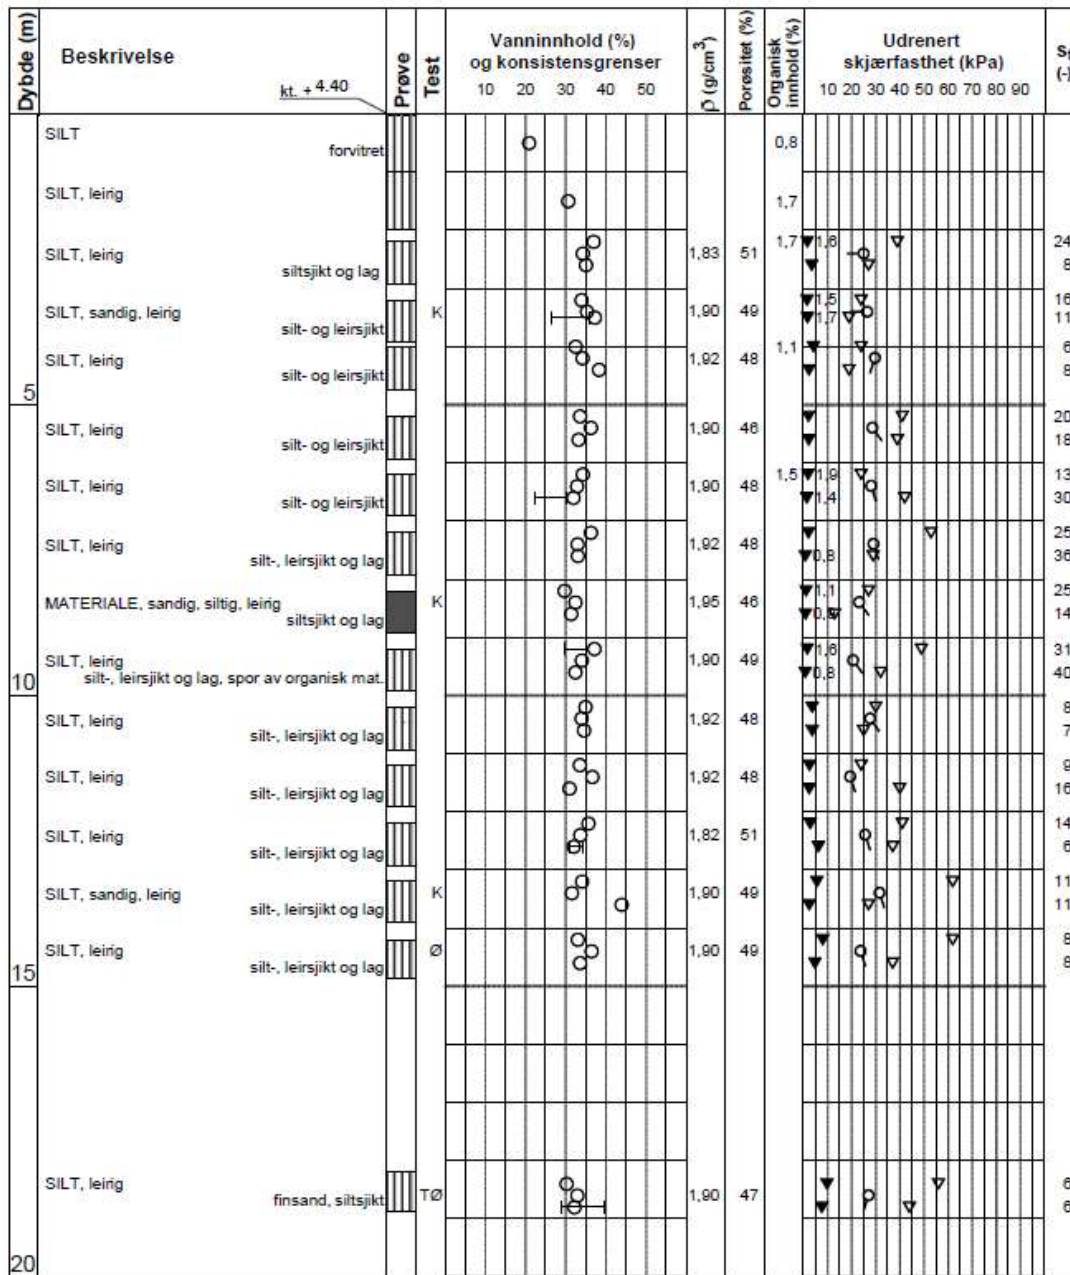 Dybde (m)
Beskrivelse
kt. + 4.40
Prøve
Test
Vanninnhold (%)
og konsistensgrenser
10 20 30 40 50
ρ (g/cm³)
Porøsitet (%)
Organisk
innhold (%)
Udrenert
skjærfasthet (kPa)
10 20 30 40 50 60 70 80 90
(-)
SILT
forvitret
0,8
SILT, leirig
1,7
SILT, leirig
siltsjikt og lag
1,83 51 1,7 1,6 24
8
SILT, sandig, leirig
silt- og leirsjikt
K 1,90 49 1,5 16
1,7 11
SILT, leirig
silt- og leirsjikt
1,92 48 1,1 6
8
5
SILT, leirig
silt- og leirsjikt
1,90 46 20
18
SILT, leirig
silt- og leirsjikt
1,90 48 1,5 1,9 13
1,4 30
SILT, leirig
silt-, leirsjikt og lag
1,92 48 25
0,8 36
MATERIALE, sandig, siltig, leirig
siltsjikt og lag
K 1,95 46 1,1 25
14
SILT, leirig
silt-, leirsjikt og lag, spor av organisk mat.
1,90 49 1,6 31
0,8 40
10
SILT, leirig
silt-, leirsjikt og lag
1,92 48 8
7
SILT, leirig
silt-, leirsjikt og lag
1,92 48 9
16
SILT, leirig
silt-, leirsjikt og lag
1,82 51 14
6
SILT, sandig, leirig
silt-, leirsjikt og lag
K 1,90 49 11
11
SILT, leirig
silt-, leirsjikt og lag
Ø 1,90 49 8
8
15
SILT, leirig
finsand, siltsjikt
TØ 1,90 47 6
6
20